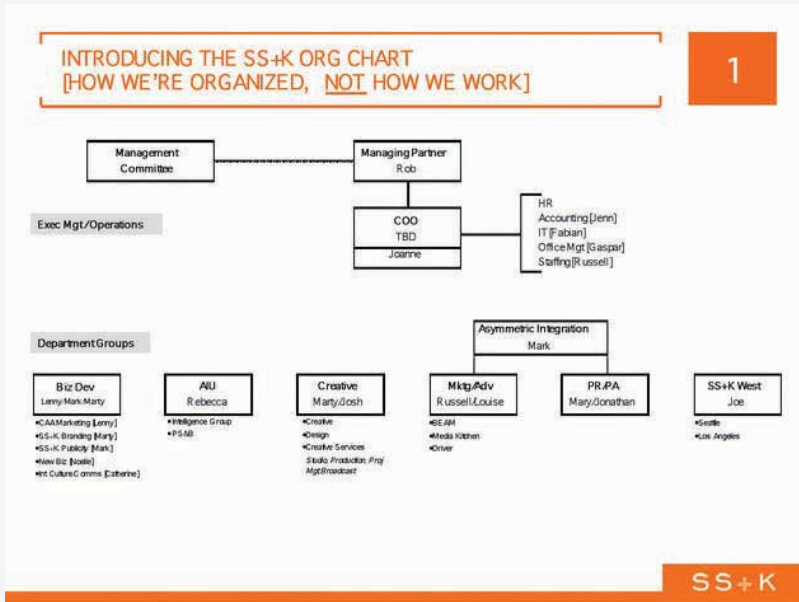 INTRODUCING THE SS+K ORG CHART
[HOW WE'RE ORGANIZED, NOT HOW WE WORK]
1
Management
Committee
Managing Partner
Rob
Exec Mgt/Operations
COO
TBD
Joanne
HR
Accounting [Jenn]
IT [Fabian]
Office Mgt [Gaspar]
Staffing [Russell]
Department Groups
Asymmetric Integration
Mark
Biz Dev
Lenny/Mark/Marty
•CAA Marketing [Lenny]
•SS+K Branding [Marty]
•SS+K Publicity [Mark]
•New Biz [Noelle]
•Int Culture Comms [Catherine]
AIU
Rebecca
•Intelligence Group
•PSAB
Creative
Marty/Josh
•Creative
•Design
•Creative Services
Studio, Production, Proj
Mgt Broadcast
Mktg/Adv
Russell/Louise
•BEAM
•Media Kitchen
•Driver
PR/PA
Mary/Jonathan
SS+K West
Joe
•Seattle
•Los Angeles
SS+K